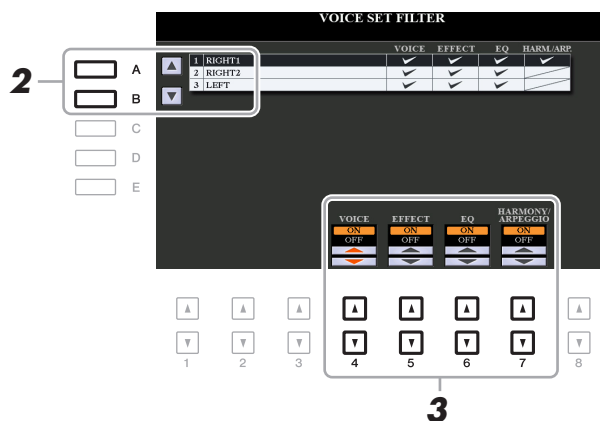 VOICE SET FILTER
VOICE EFFECT EQ HARM./ARP.
1 RIGHT1
2 RIGHT2
3 LEFT
2
A
B
C
D
E
VOICE EFFECT EQ HARMONY/ARPEGGIO
ON ON ON ON
OFF OFF OFF OFF
1 2 3 4 5 6 7 8
3